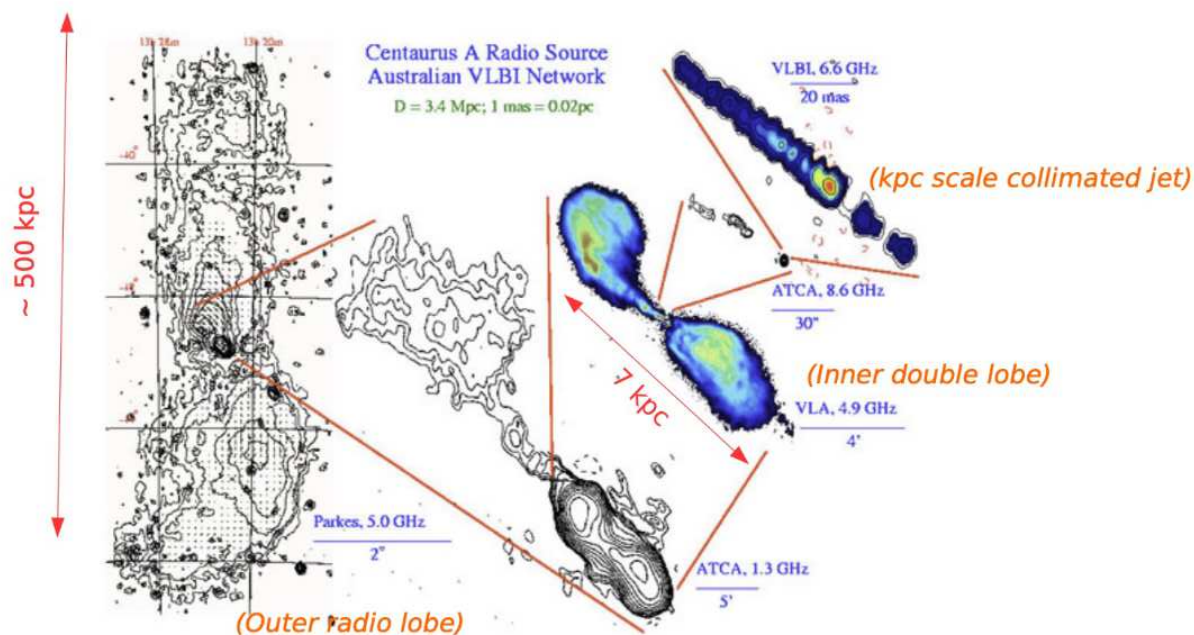 ~ 500 kpc
13h 20m
Centaurus A Radio Source
Australian VLBI Network
D = 3.4 Mpc; 1 mas = 0.02pc
VLBI, 6.6 GHz
20 mas
(kpc scale collimated jet)
ATCA, 8.6 GHz
30"
(Inner double lobe)
7 kpc
VLA, 4.9 GHz
4'
Parkes, 5.0 GHz
2"
ATCA, 1.3 GHz
5'
(Outer radio lobe)